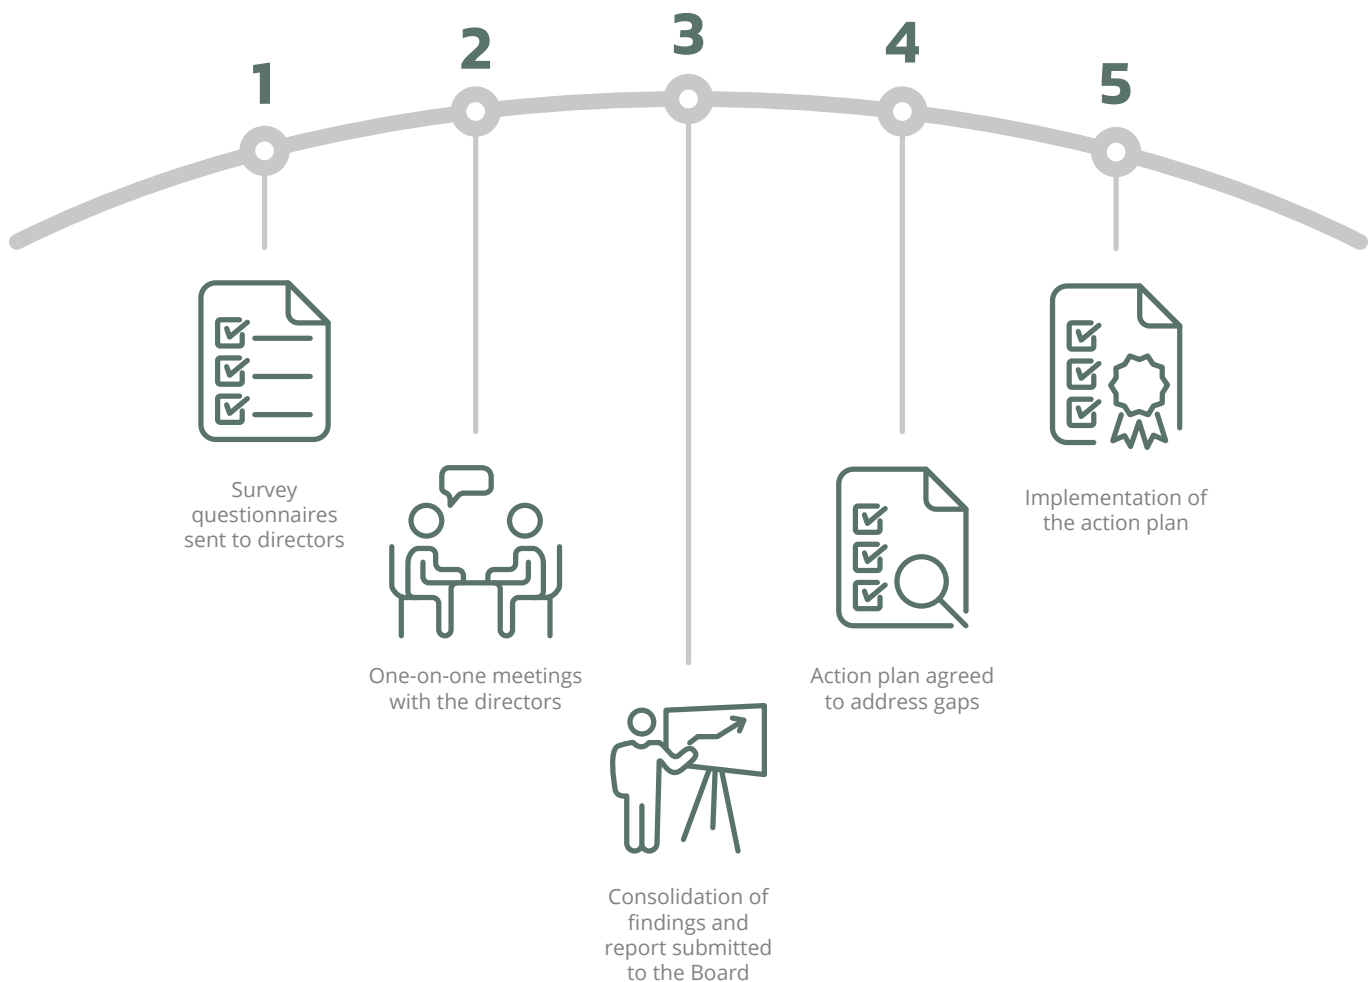 1
Survey
questionnaires
sent to directors
2
One-on-one meetings
with the directors
3
Consolidation of
findings and
report submitted
to the Board
4
Action plan agreed
to address gaps
5
Implementation of
the action plan